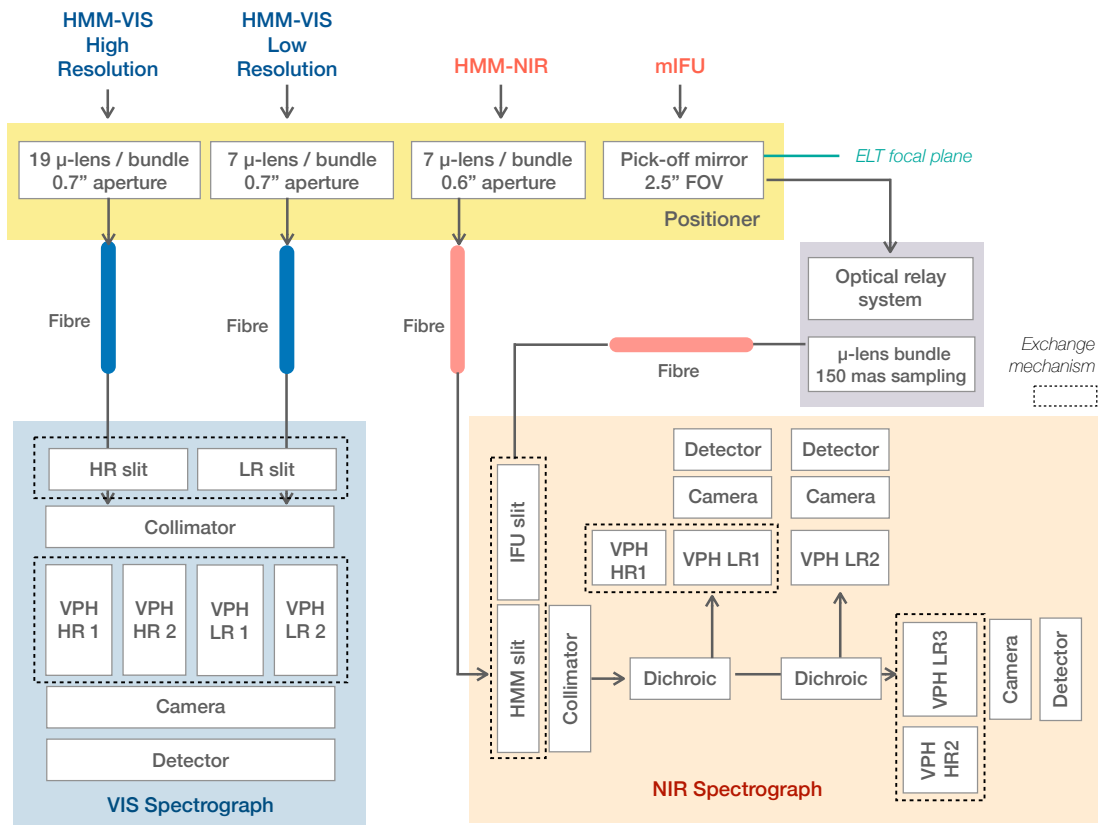 HMM-VIS
High
Resolution
HMM-VIS
Low
Resolution
HMM-NIR
mIFU
19 μ-lens / bundle
0.7” aperture
7 μ-lens / bundle
0.7” aperture
7 μ-lens / bundle
0.6” aperture
Pick-off mirror
2.5” FOV
ELT focal plane
Positioner
Fibre
Fibre
Fibre
Fibre
Optical relay
system
μ-lens bundle
150 mas sampling
Exchange
mechanism
HR slit
LR slit
Collimator
VPH
HR 1
VPH
HR 2
VPH
LR 1
VPH
LR 2
Camera
Detector
VIS Spectrograph
IFU slit
HMM slit
Collimator
Detector
Camera
VPH
HR1
VPH LR1
Detector
Camera
VPH LR2
Dichroic
Dichroic
VPH LR3
VPH
HR2
Camera
Detector
NIR Spectrograph